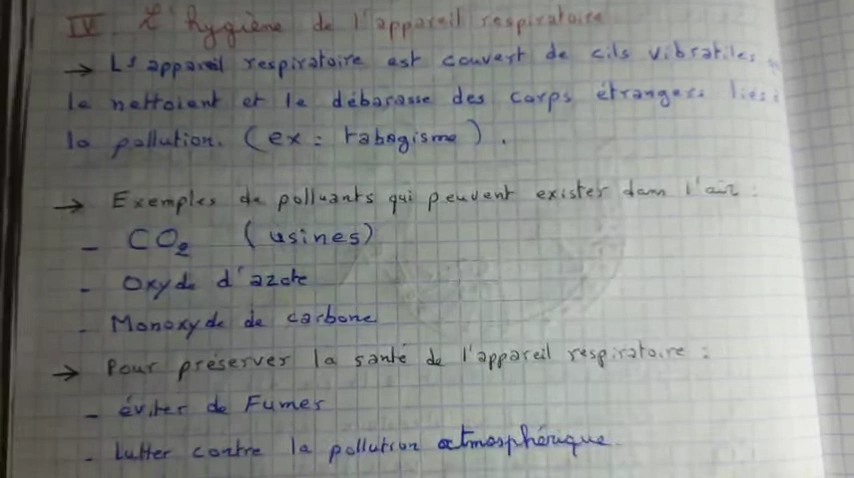 IV L'hygiène de l'appareil respiratoire
→ L'appareil respiratoire est couvert de cils vibratiles
le nettoient et le débarasse des corps étrangers liés
la pollution. (ex : tabagisme).
→ Exemples de polluants qui peuvent exister dans l'air :
- CO₂ (usines)
- Oxyde d'azote
- Monoxyde de carbone
→ Pour préserver la santé de l'appareil respiratoire :
- éviter de Fumer
- Lutter contre la pollution atmosphérique.